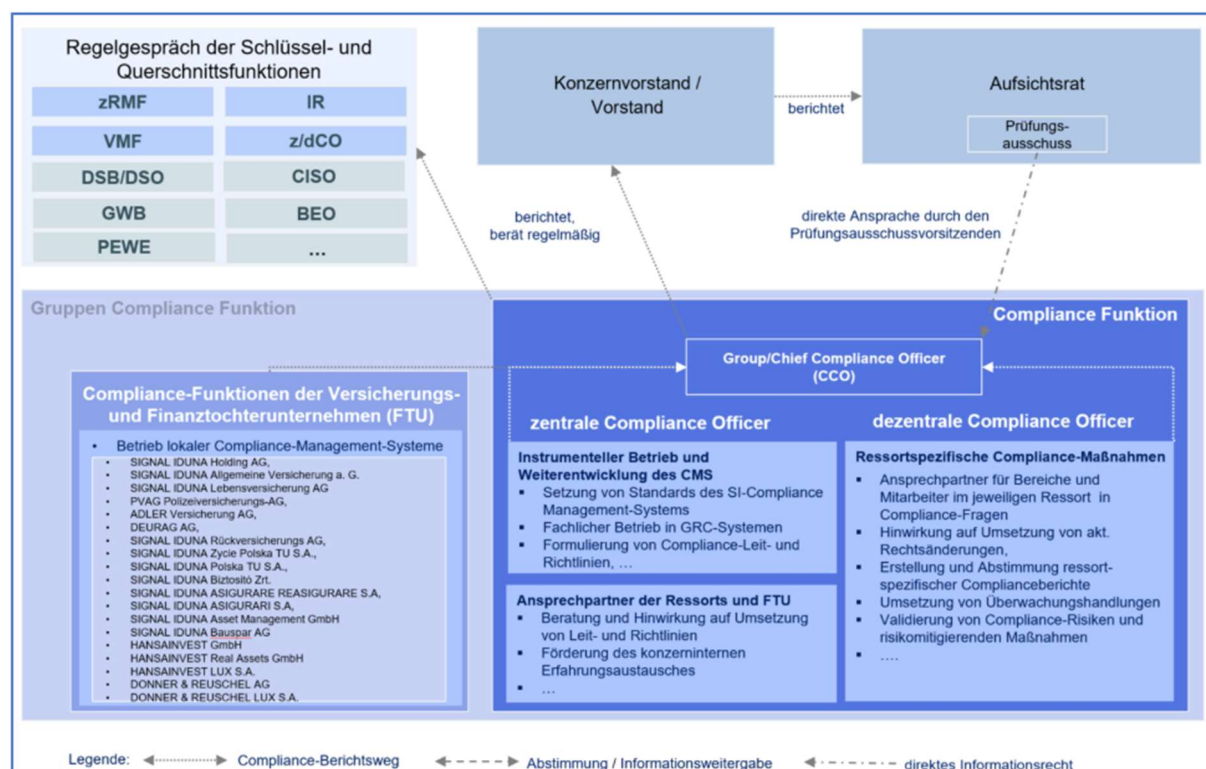 Regelgespräch der Schlüssel- und
Querschnittsfunktionen
zRMF
IR
VMF
z/dCO
DSB/DSO
CISO
GWB
BEO
PEWE
...
Konzernvorstand /
Vorstand
berichtet
Aufsichtsrat
Prüfungs-
ausschuss
berichtet,
berät regelmäßig
direkte Ansprache durch den
Prüfungsausschussvorsitzenden
Gruppen Compliance Funktion
Compliance Funktion
Group/Chief Compliance Officer
(CCO)
Compliance-Funktionen der Versicherungs-
und Finanztochterunternehmen (FTU)
• Betrieb lokaler Compliance-Management-Systeme
• SIGNAL IDUNA Holding AG,
• SIGNAL IDUNA Allgemeine Versicherung a. G.
• SIGNAL IDUNA Lebensversicherung AG
• PVAG Polizeiversicherungs-AG,
• ADLER Versicherung AG,
• DEURAG AG,
• SIGNAL IDUNA Rückversicherungs AG,
• SIGNAL IDUNA Zycie Polska TU S.A.,
• SIGNAL IDUNA Polska TU S.A.,
• SIGNAL IDUNA Biztositó Zrt.
• SIGNAL IDUNA ASIGURARE REASIGURARE S.A,
• SIGNAL IDUNA ASIGURARI S.A,
• SIGNAL IDUNA Asset Management GmbH
• SIGNAL IDUNA Bauspar AG
• HANSAINVEST GmbH
• HANSAINVEST Real Assets GmbH
• HANSAINVEST LUX S.A.
• DONNER & REUSCHEL AG
• DONNER & REUSCHEL LUX S.A.
zentrale Compliance Officer
Instrumenteller Betrieb und
Weiterentwicklung des CMS
▪ Setzung von Standards des SI-Compliance
Management-Systems
▪ Fachlicher Betrieb in GRC-Systemen
▪ Formulierung von Compliance-Leit- und
Richtlinien, …
Ansprechpartner der Ressorts und FTU
▪ Beratung und Hinwirkung auf Umsetzung
von Leit- und Richtlinien
▪ Förderung des konzerninternen
Erfahrungsaustausches
▪ …
dezentrale Compliance Officer
Ressortspezifische Compliance-Maßnahmen
▪ Ansprechpartner für Bereiche und
Mitarbeiter im jeweiligen Ressort in
Compliance-Fragen
▪ Hinwirkung auf Umsetzung von akt.
Rechtsänderungen,
▪ Erstellung und Abstimmung ressort-
spezifischer Complianceberichte
▪ Umsetzung von Überwachungshandlungen
▪ Validierung von Compliance-Risiken und
risikomitigierenden Maßnahmen
▪ ….
Legende:
Compliance-Berichtsweg
Abstimmung / Informationsweitergabe
direktes Informationsrecht